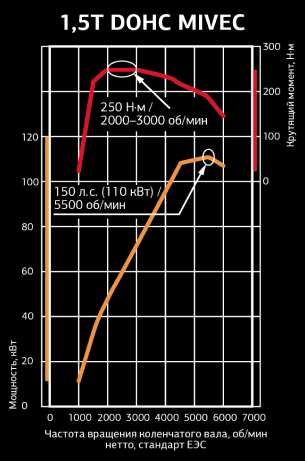 1,5T DOHC MIVEC
300
200
100
0
Крутящий момент, Н·м
250 Н·м /
2000–3000 об/мин
150 л.с. (110 кВт) /
5500 об/мин
120
100
80
60
40
20
0
Мощность, кВт
0 1000 2000 3000 4000 5000 6000 7000
Частота вращения коленчатого вала, об/мин
нетто, стандарт ЕЭС